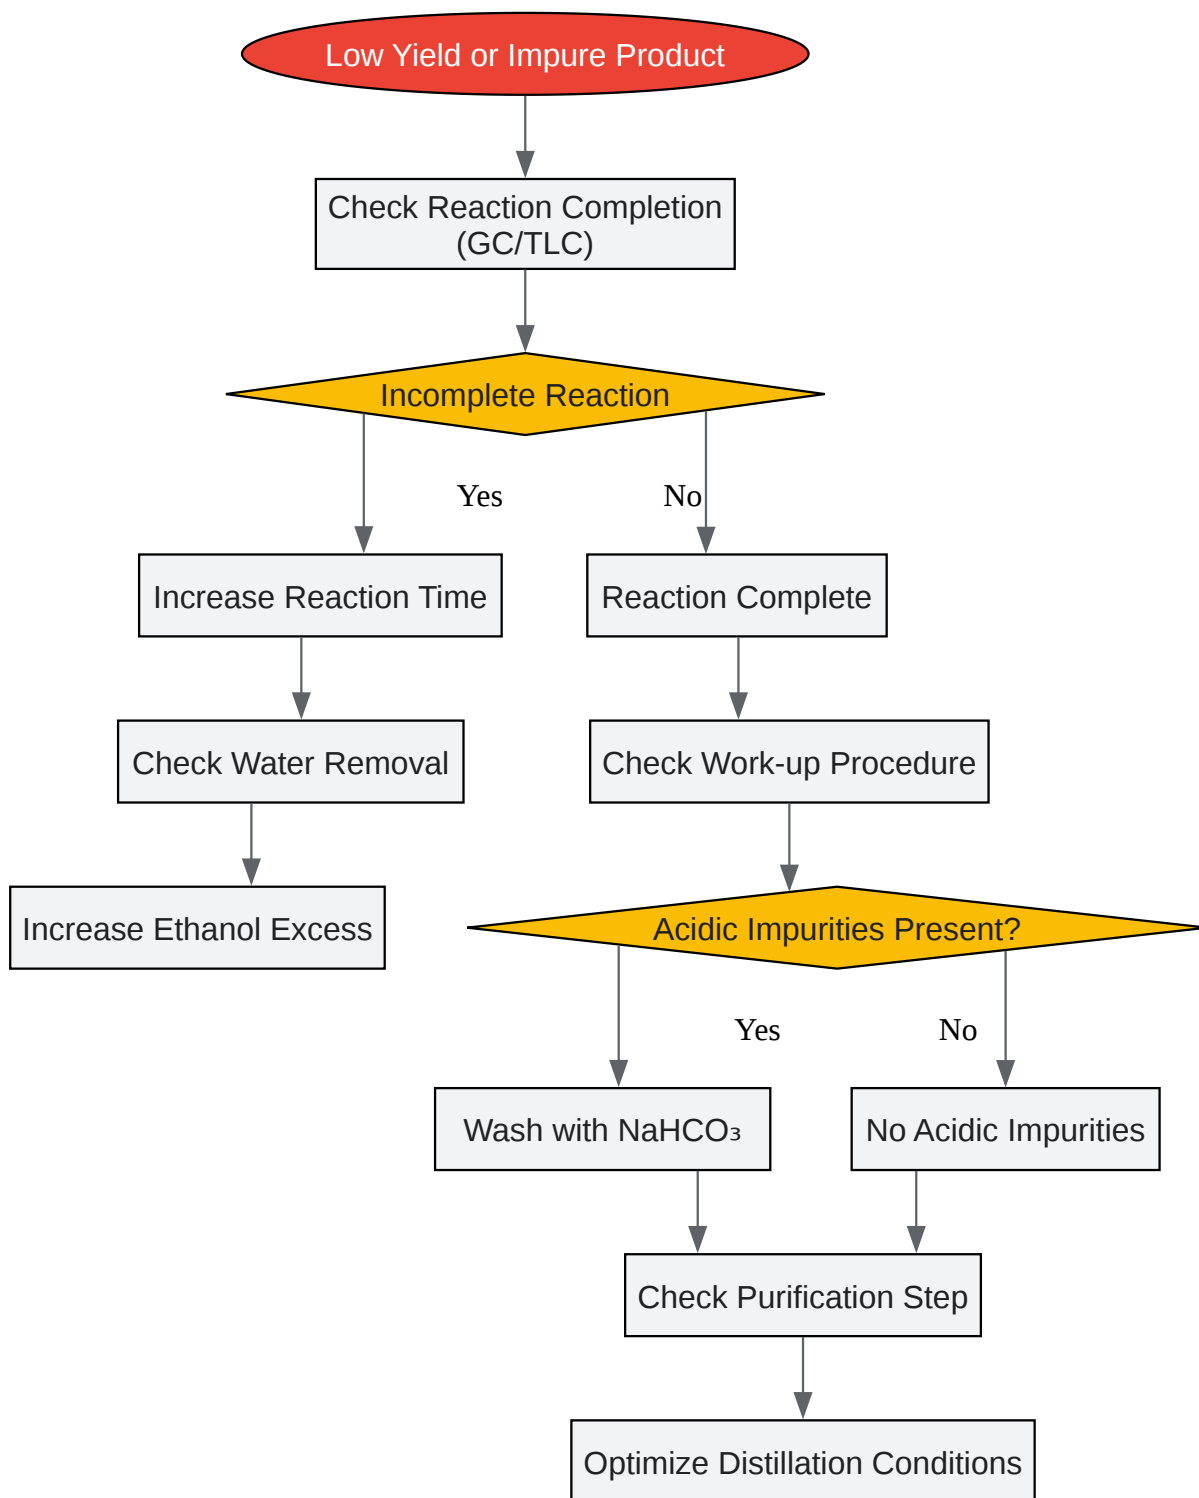 Low Yield or Impure Product
Check Reaction Completion
(GC/TLC)
Incomplete Reaction
Yes
No
Increase Reaction Time
Reaction Complete
Check Water Removal
Check Work-up Procedure
Increase Ethanol Excess
Acidic Impurities Present?
Yes
No
Wash with NaHCO₃
No Acidic Impurities
Check Purification Step
Optimize Distillation Conditions